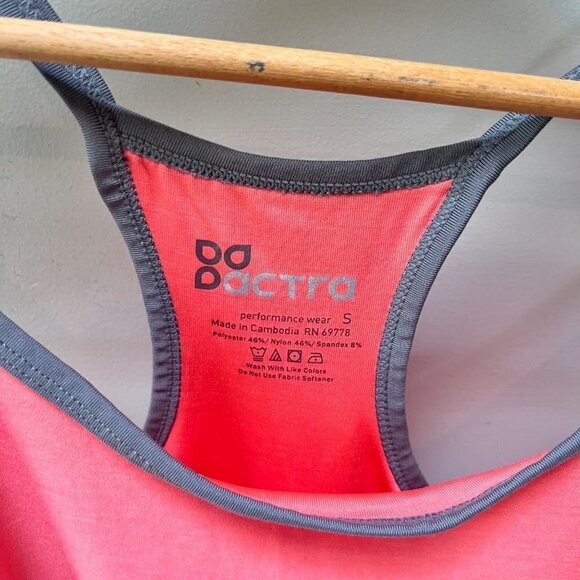 actra
performance wear S
Made in Cambodia RN 69778
Polyester 46%/ Nylon 46%/ Spandex 8%
Wash With Like Colors
Do Not Use Fabric Softener